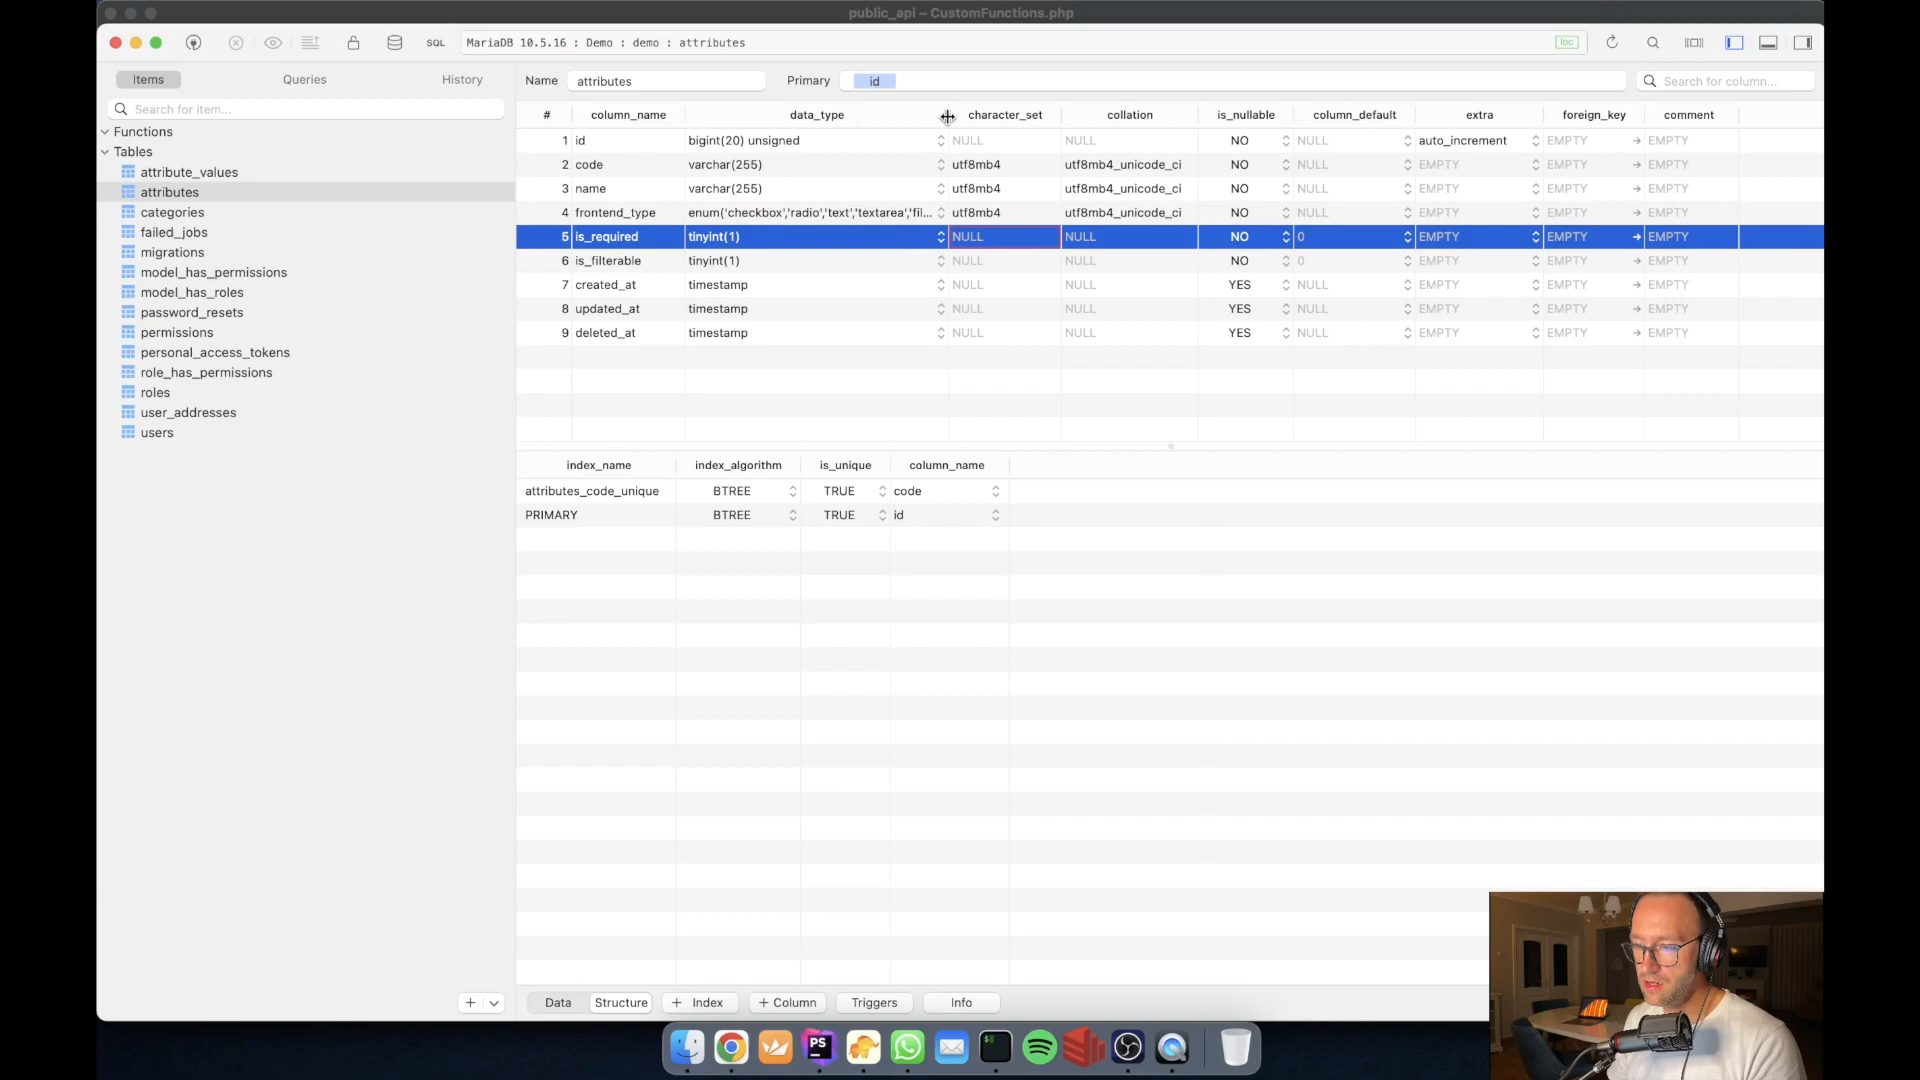 public_api – CustomFunctions.php
SQL
MariaDB 10.5.16 : Demo : demo : attributes
loc
Items
Queries
History
Search for item...
Functions
Tables
attribute_values
attributes
categories
failed_jobs
migrations
model_has_permissions
model_has_roles
password_resets
permissions
personal_access_tokens
role_has_permissions
roles
user_addresses
users
Name attributes Primary id Search for column...
# column_name data_type character_set collation is_nullable column_default extra foreign_key comment
1 id bigint(20) unsigned NULL NULL NO NULL auto_increment EMPTY EMPTY
2 code varchar(255) utf8mb4 utf8mb4_unicode_ci NO NULL EMPTY EMPTY EMPTY
3 name varchar(255) utf8mb4 utf8mb4_unicode_ci NO NULL EMPTY EMPTY EMPTY
4 frontend_type enum('checkbox','radio','text','textarea','fil... utf8mb4 utf8mb4_unicode_ci NO NULL EMPTY EMPTY EMPTY
5 is_required tinyint(1) NULL NULL NO 0 EMPTY EMPTY EMPTY
6 is_filterable tinyint(1) NULL NULL NO 0 EMPTY EMPTY EMPTY
7 created_at timestamp NULL NULL YES NULL EMPTY EMPTY EMPTY
8 updated_at timestamp NULL NULL YES NULL EMPTY EMPTY EMPTY
9 deleted_at timestamp NULL NULL YES NULL EMPTY EMPTY EMPTY
index_name index_algorithm is_unique column_name
attributes_code_unique BTREE TRUE code
PRIMARY BTREE TRUE id
Data Structure + Index + Column Triggers Info
PS